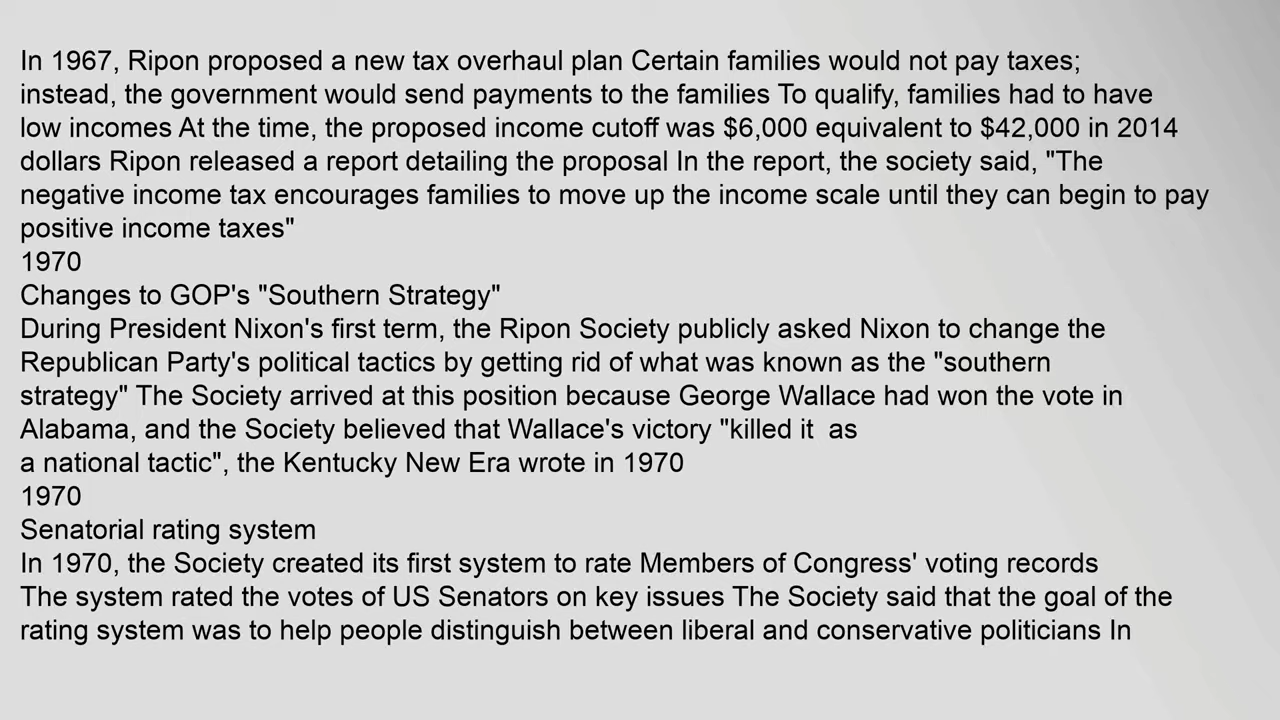 In 1967, Ripon proposed a new tax overhaul plan Certain families would not pay taxes;
instead, the government would send payments to the families To qualify, families had to have
low incomes At the time, the proposed income cutoff was $6,000 equivalent to $42,000 in 2014
dollars Ripon released a report detailing the proposal In the report, the society said, "The
negative income tax encourages families to move up the income scale until they can begin to pay
positive income taxes"
1970
Changes to GOP's "Southern Strategy"
During President Nixon's first term, the Ripon Society publicly asked Nixon to change the
Republican Party's political tactics by getting rid of what was known as the "southern
strategy" The Society arrived at this position because George Wallace had won the vote in
Alabama, and the Society believed that Wallace's victory "killed it  as
a national tactic", the Kentucky New Era wrote in 1970
1970
Senatorial rating system
In 1970, the Society created its first system to rate Members of Congress' voting records
The system rated the votes of US Senators on key issues The Society said that the goal of the
rating system was to help people distinguish between liberal and conservative politicians In